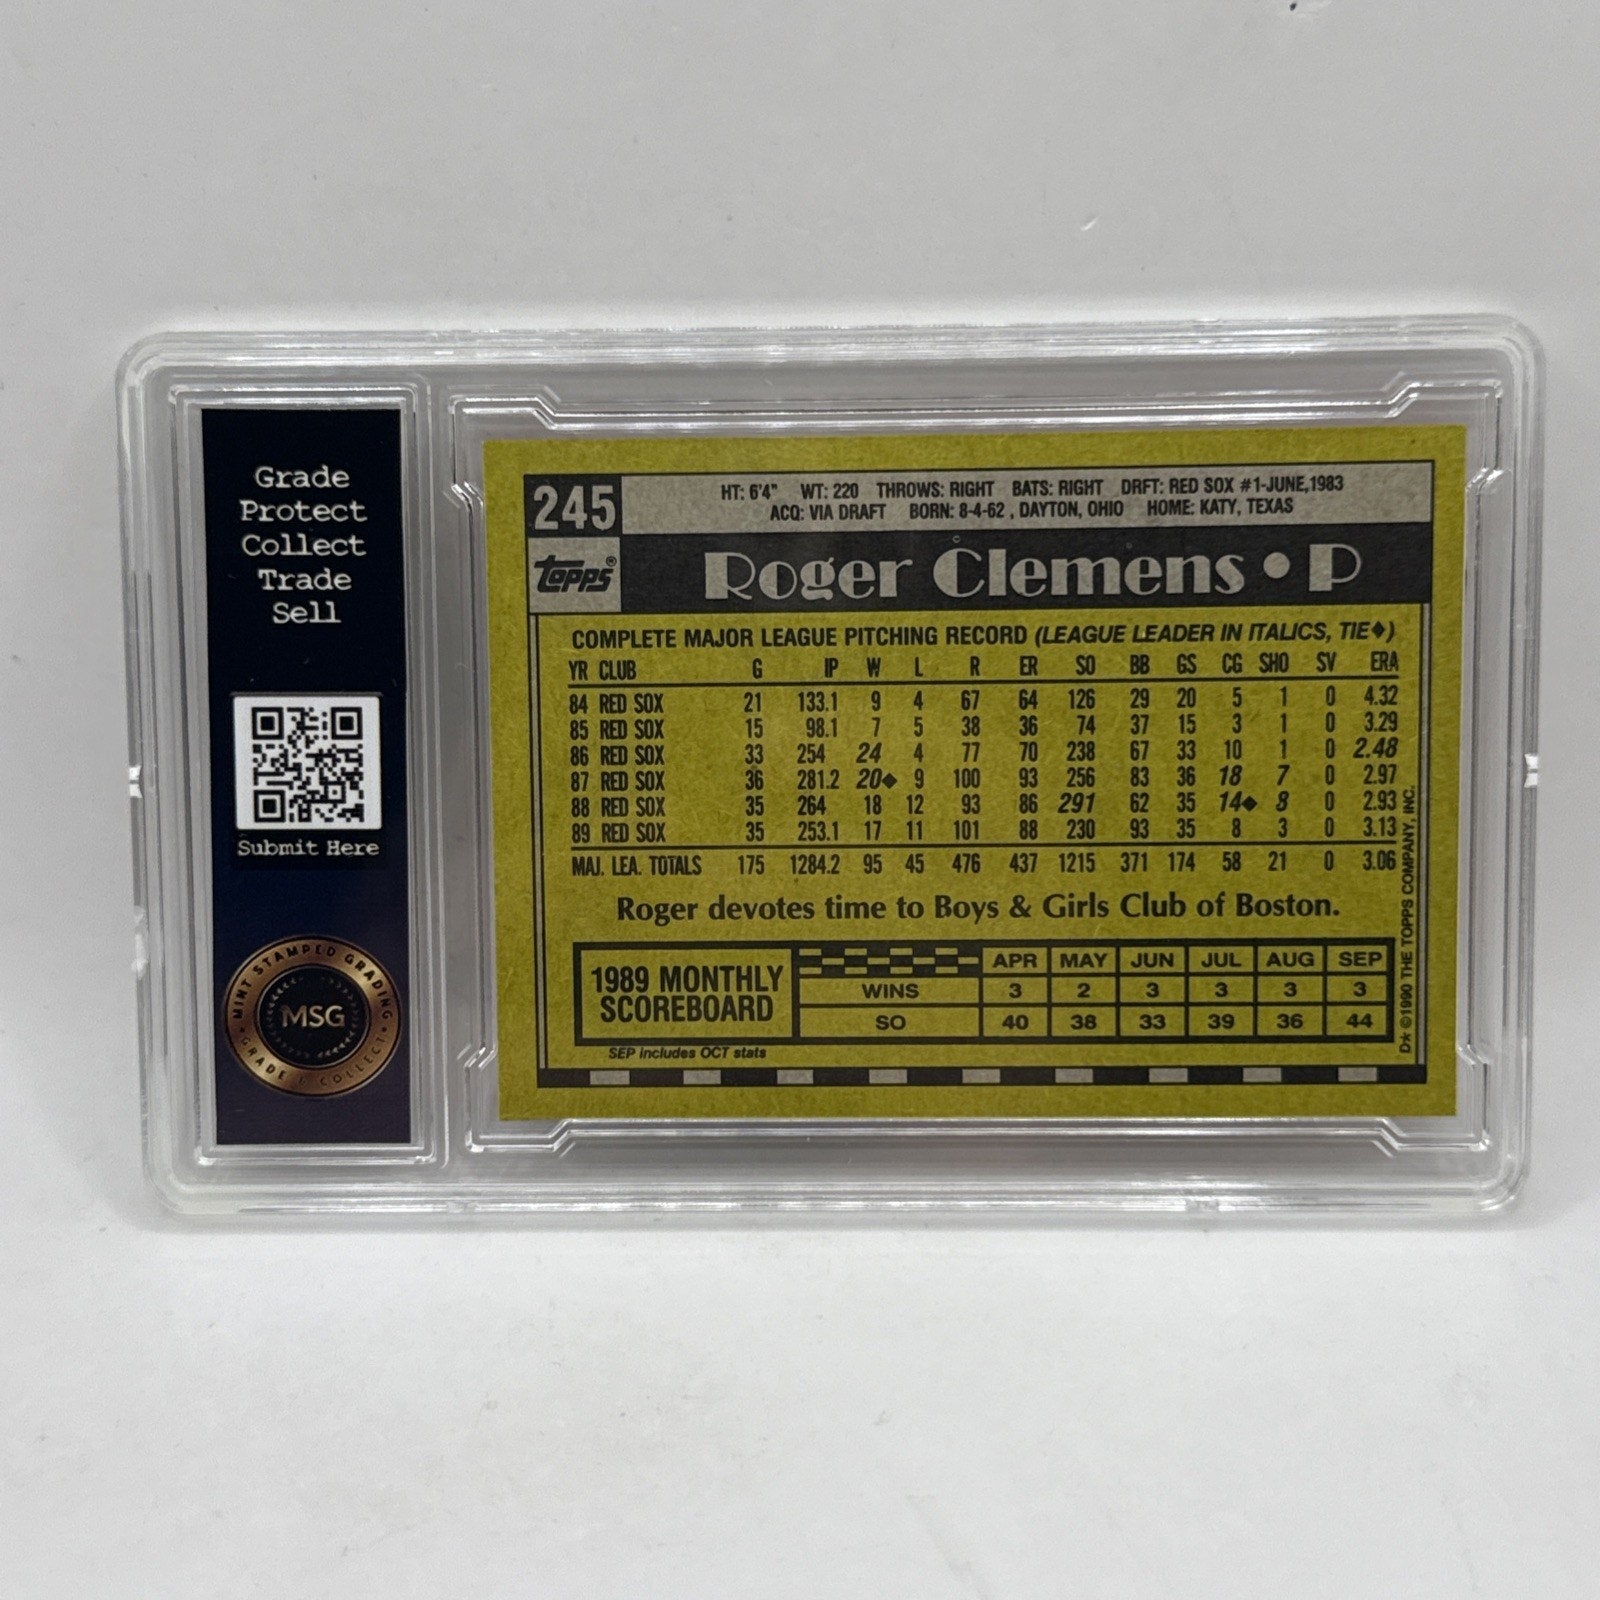 Grade
Protect
Collect
Trade
Sell
Submit Here
MINT STAMPED GRADING
MSG
GRADE & COLLECT
245
HT: 6'4" WT: 220 THROWS: RIGHT BATS: RIGHT DRFT: RED SOX #1-JUNE,1983
ACQ: VIA DRAFT BORN: 8-4-62 , DAYTON, OHIO HOME: KATY, TEXAS
topps®
Roger Clemens • P
COMPLETE MAJOR LEAGUE PITCHING RECORD (LEAGUE LEADER IN ITALICS, TIE♦)
YR CLUB G IP W L R ER SO BB GS CG SHO SV ERA
84 RED SOX 21 133.1 9 4 67 64 126 29 20 5 1 0 4.32
85 RED SOX 15 98.1 7 5 38 36 74 37 15 3 1 0 3.29
86 RED SOX 33 254 24 4 77 70 238 67 33 10 1 0 2.48
87 RED SOX 36 281.2 20♦ 9 100 93 256 83 36 18 7 0 2.97
88 RED SOX 35 264 18 12 93 86 291 62 35 14♦ 8 0 2.93
89 RED SOX 35 253.1 17 11 101 88 230 93 35 8 3 0 3.13
MAJ. LEA. TOTALS 175 1284.2 95 45 476 437 1215 371 174 58 21 0 3.06
Roger devotes time to Boys & Girls Club of Boston.
1989 MONTHLY
SCOREBOARD
APR MAY JUN JUL AUG SEP
WINS 3 2 3 3 3 3
SO 40 38 33 39 36 44
SEP includes OCT stats
D* ©1990 THE TOPPS COMPANY, INC.